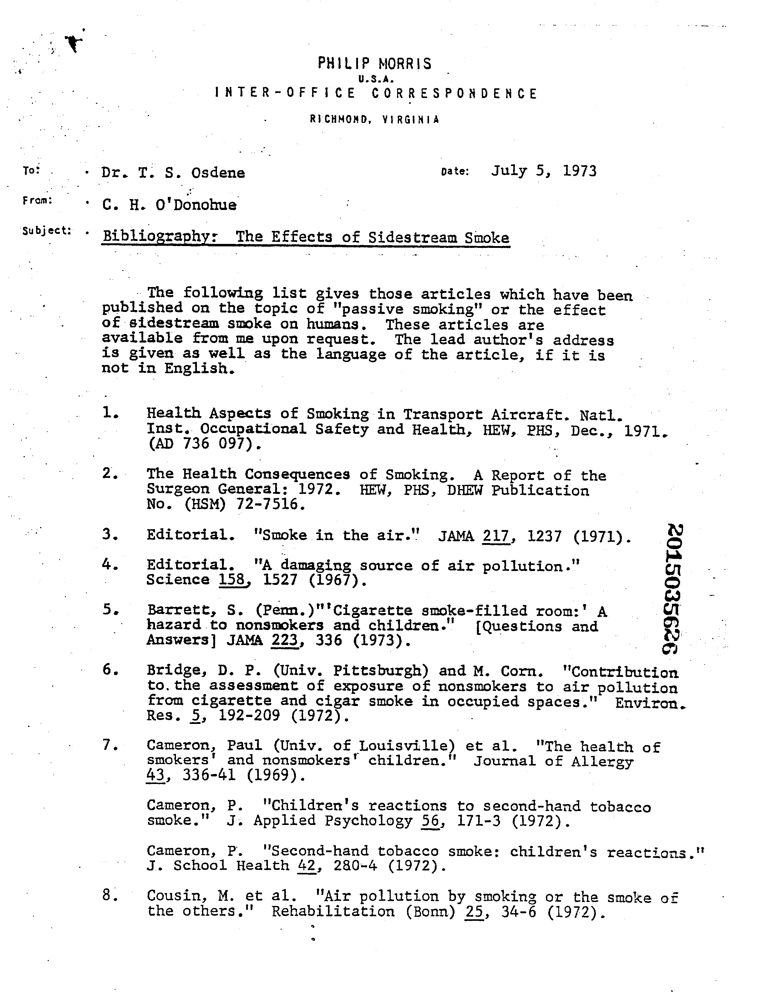 PHILIP MORRIS
U.S.A.
INTER-OFFICE CORRESPONDENCE
RICHMOND, VIRGINIA
To: Dr. T. S. Osdene Date: July 5, 1973
From: C. H. O'Donohue
Subject: Bibliography: The Effects of Sidestream Smoke
The following list gives those articles which have been
published on the topic of "passive smoking" or the effect
of sidestream smoke on humans. These articles are
available from me upon request. The lead author's address
is given as well as the language of the article, if it is
not in English.
1. Health Aspects of Smoking in Transport Aircraft. Natl.
Inst. Occupational Safety and Health, HEW, PHS, Dec., 1971.
(AD 736 097).
2. The Health Consequences of Smoking. A Report of the
Surgeon General: 1972. HEW, PHS, DHEW Publication
No. (HSM) 72-7516.
3. Editorial. "Smoke in the air." JAMA 217, 1237 (1971).
4. Editorial. "A damaging source of air pollution."
Science 158, 1527 (1967).
5. Barrett, S. (Penn.)"'Cigarette smoke-filled room:' A
hazard to nonsmokers and children." [Questions and
Answers] JAMA 223, 336 (1973).
6. Bridge, D. P. (Univ. Pittsburgh) and M. Corn. "Contribution
to the assessment of exposure of nonsmokers to air pollution
from cigarette and cigar smoke in occupied spaces." Environ.
Res. 5, 192-209 (1972).
7. Cameron, Paul (Univ. of Louisville) et al. "The health of
smokers' and nonsmokers' children." Journal of Allergy
43, 336-41 (1969).
Cameron, P. "Children's reactions to second-hand tobacco
smoke." J. Applied Psychology 56, 171-3 (1972).
Cameron, P. "Second-hand tobacco smoke: children's reactions."
J. School Health 42, 280-4 (1972).
8. Cousin, M. et al. "Air pollution by smoking or the smoke of
the others." Rehabilitation (Bonn) 25, 34-6 (1972).
2015035626